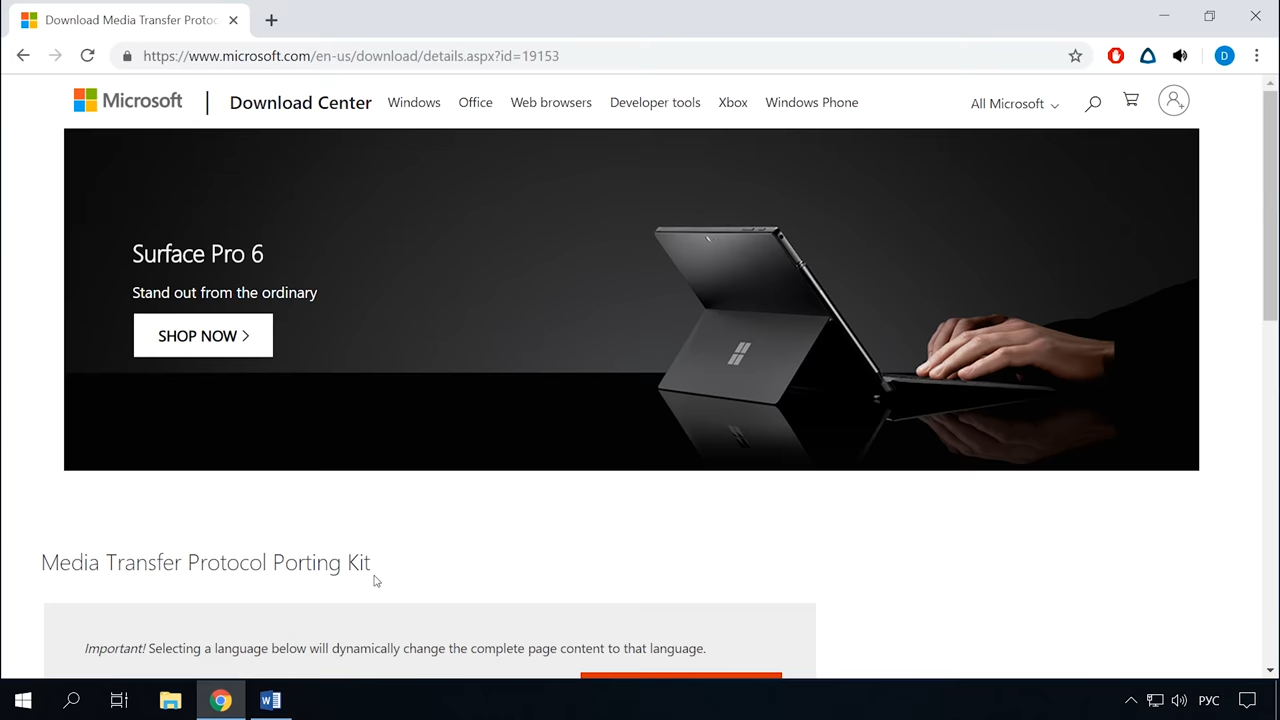 Download Media Transfer Protoc
https://www.microsoft.com/en-us/download/details.aspx?id=19153
D
Microsoft
Download Center
Windows
Office
Web browsers
Developer tools
Xbox
Windows Phone
All Microsoft
Surface Pro 6
Stand out from the ordinary
SHOP NOW
Media Transfer Protocol Porting Kit
Important! Selecting a language below will dynamically change the complete page content to that language.
РУС